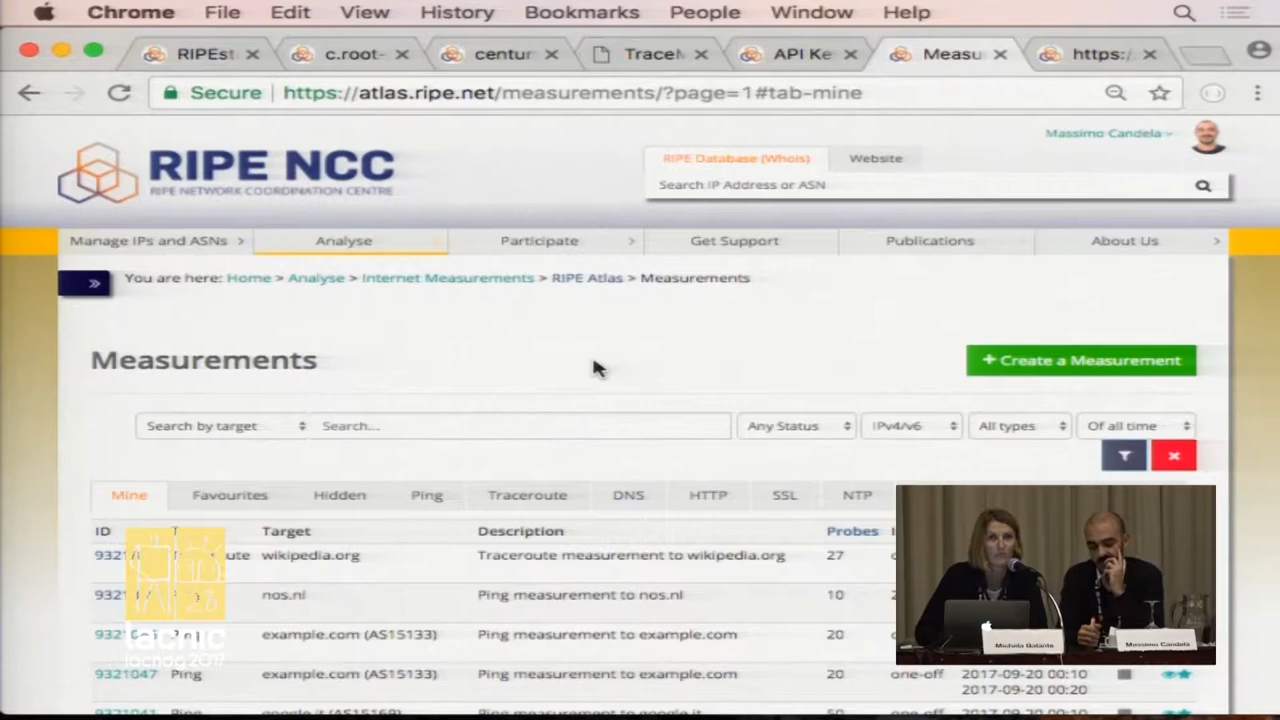 Chrome File Edit View History Bookmarks People Window Help
RIPEst c.root- centur TraceM API Ke Measu https:/
Secure https://atlas.ripe.net/measurements/?page=1#tab-mine
Massimo Candela
RIPE NCC
RIPE NETWORK COORDINATION CENTRE
RIPE Database (Whois) Website
Search IP Address or ASN
Manage IPs and ASNs Analyse Participate Get Support Publications About Us
You are here: Home > Analyse > Internet Measurements > RIPE Atlas > Measurements
Measurements
+ Create a Measurement
Search by target Search... Any Status IPv4/v6 All types Of all time
Mine Favourites Hidden Ping Traceroute DNS HTTP SSL NTP
ID Target Description Probes
wikipedia.org Traceroute measurement to wikipedia.org 27
nos.nl Ping measurement to nos.nl 10
example.com (AS15133) Ping measurement to example.com 20
9321047 Ping example.com (AS15133) Ping measurement to example.com 20 one-off 2017-09-20 00:10
2017-09-20 00:20
lacnic
lacnog 2017
Michela Galante
Massimo Candela